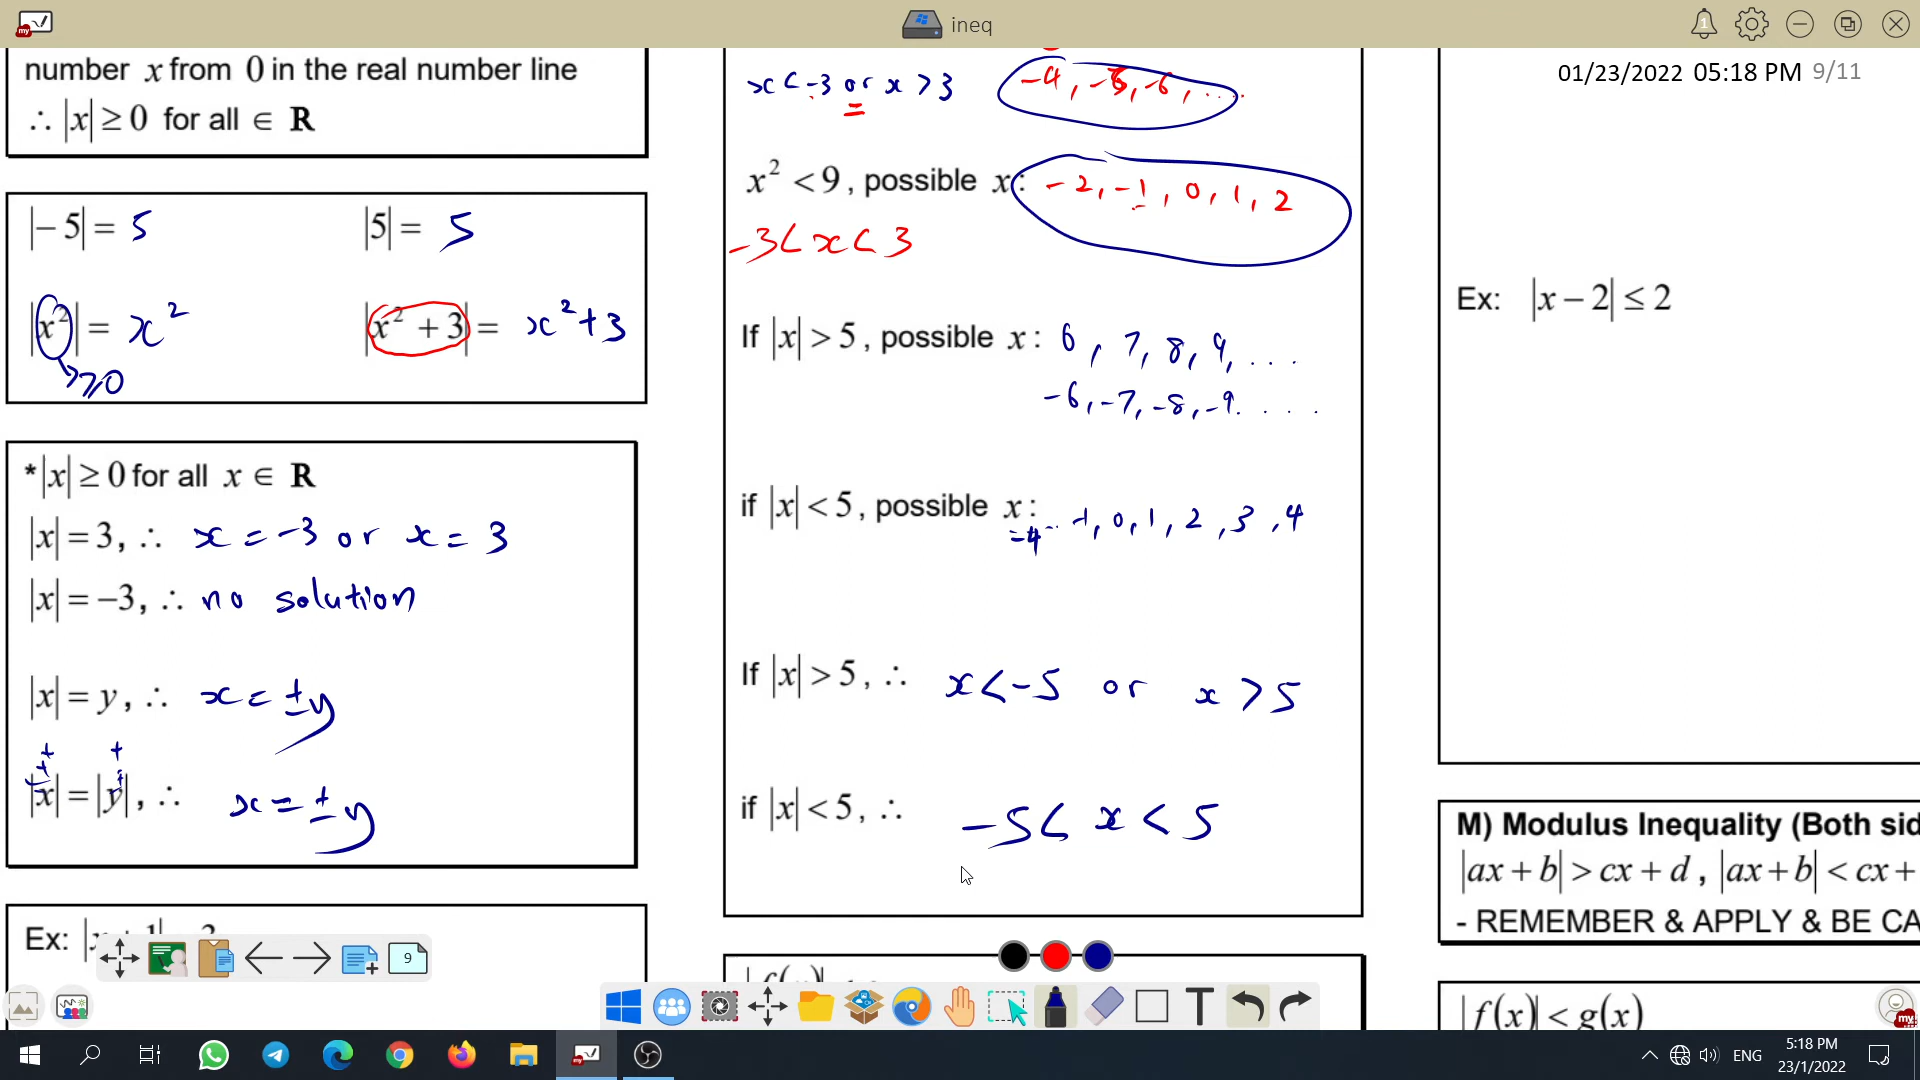 ineq
01/23/2022 05:18 PM 9/11
number x from 0 in the real number line
∴ |x| ≥ 0 for all ∈ R
|−5| = 5
|5| = 5
|x²| = x²
≥0
|x² + 3| = x²+3
*|x| ≥ 0 for all x ∈ R
|x| = 3, ∴ x = −3 or x = 3
|x| = −3, ∴ no solution
|x| = y, ∴ x = ±y
|x| = |y|, ∴ x = ±y
Ex:
x < −3 or x > 3
−4, −5, −6, ....
x² < 9, possible x: −2, −1, 0, 1, 2
−3 < x < 3
If |x| > 5, possible x: 6, 7, 8, 9, ...
−6, −7, −8, −9. . . . .
if |x| < 5, possible x: −4.. −1, 0, 1, 2, 3, 4
If |x| > 5, ∴ x < −5 or x > 5
if |x| < 5, ∴ −5 < x < 5
Ex: |x − 2| ≤ 2
M) Modulus Inequality (Both sid
|ax + b| > cx + d, |ax + b| < cx +
- REMEMBER & APPLY & BE CA
|f(x)| < g(x)
9
ENG
5:18 PM
23/1/2022